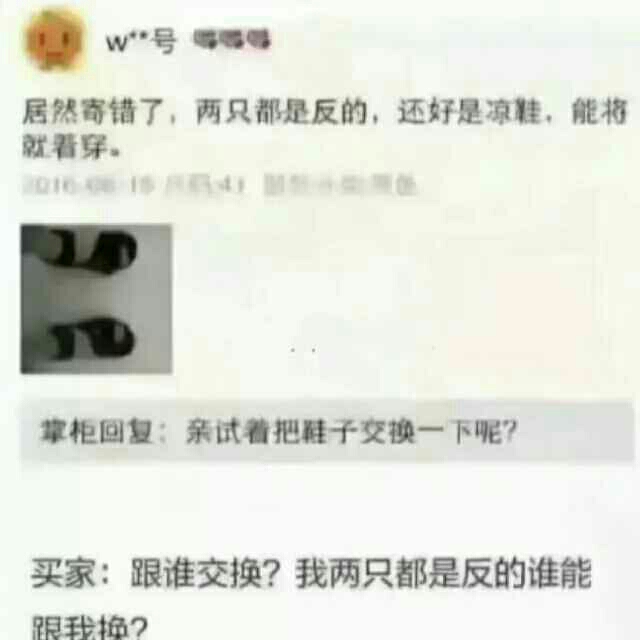 w**号
居然寄错了，两只都是反的，还好是凉鞋，能将
就着穿。
掌柜回复：亲试着把鞋子交换一下呢？
买家：跟谁交换？我两只都是反的谁能
跟我换？